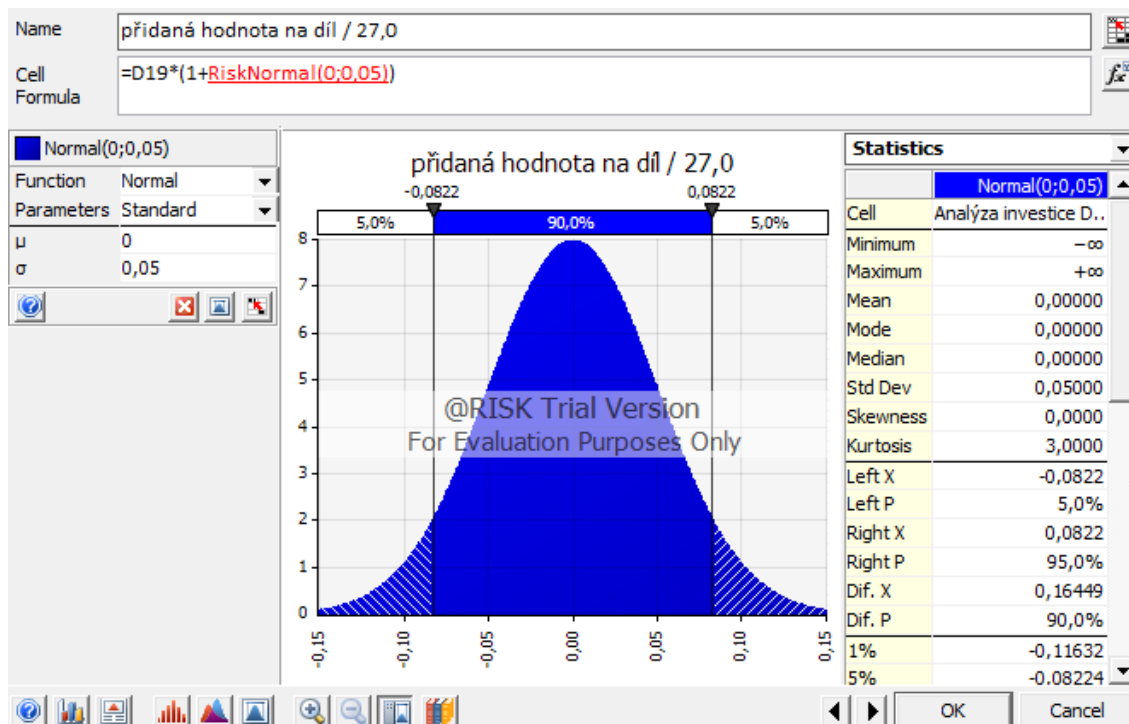 Name přidaná hodnota na díl / 27,0
Cell Formula =D19*(1+RiskNormal(0;0,05))
Normal(0;0,05)
Function Normal
Parameters Standard
μ 0
σ 0,05
přidaná hodnota na díl / 27,0
-0,0822 0,0822
5,0% 90,0% 5,0%
8
7
6
5
4
3
2
1
0
-0,15 -0,10 -0,05 0,00 0,05 0,10 0,15
@RISK Trial Version
For Evaluation Purposes Only
Statistics
Normal(0;0,05)
Cell Analýza investice D..
Minimum −∞
Maximum +∞
Mean 0,00000
Mode 0,00000
Median 0,00000
Std Dev 0,05000
Skewness 0,0000
Kurtosis 3,0000
Left X -0,0822
Left P 5,0%
Right X 0,0822
Right P 95,0%
Dif. X 0,16449
Dif. P 90,0%
1% -0,11632
5% -0,08224
OK Cancel